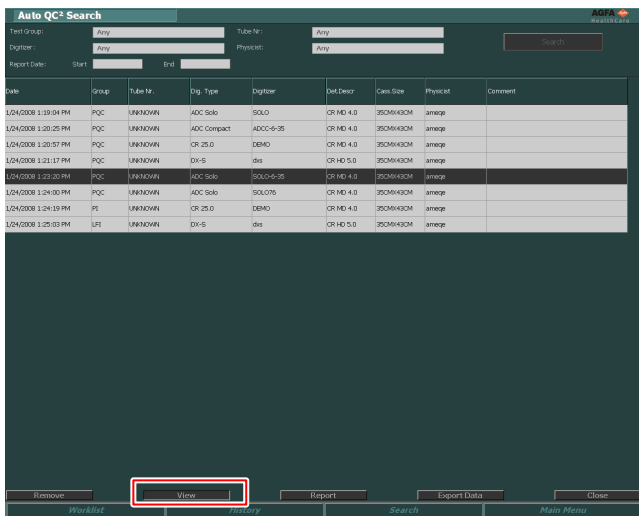 Auto QC² Search
AGFA
HealthCare
Test Group: Any Tube Nr: Any
Digitizer: Any Physicist: Any
Search
Report Date: Start End
Date Group Tube Nr. Dig. Type Digitizer Det.Descr Cass.Size Physicist Comment
1/24/2008 1:19:04 PM PQC UNKNOWN ADC Solo SOLO CR MD 4.0 35CMX43CM ameqe
1/24/2008 1:20:25 PM PQC UNKNOWN ADC Compact ADCC-6-35 CR MD 4.0 35CMX43CM ameqe
1/24/2008 1:20:57 PM PQC UNKNOWN CR 25.0 DEMO CR MD 4.0 35CMX43CM ameqe
1/24/2008 1:21:17 PM PQC UNKNOWN DX-S dxs CR HD 5.0 35CMX43CM ameqe
1/24/2008 1:23:20 PM PQC UNKNOWN ADC Solo SOLO-6-35 CR MD 4.0 35CMX43CM ameqe
1/24/2008 1:24:00 PM PQC UNKNOWN ADC Solo SOLO76 CR MD 4.0 35CMX43CM ameqe
1/24/2008 1:24:19 PM PI UNKNOWN CR 25.0 DEMO CR MD 4.0 35CMX43CM ameqe
1/24/2008 1:25:03 PM LFI UNKNOWN DX-S dxs CR HD 5.0 35CMX43CM ameqe
Remove View Report Export Data Close
Worklist History Search Main Menu